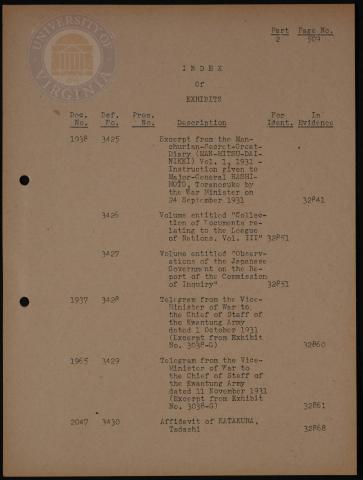 UNIVERSITY OF VIRGINIA
Part Page No.
2 509
I N D E X
Of
EXHIBITS
Doc. Def. Pros. For In
No. No. No. Description Ident. Evidence
1938 3425 Excerpt from the Man-
churian-Secret-Great-
Diary (MAN-MITSU-DAI-
NIKKI) Vol. 1, 1931 -
Instruction given to
Major-General HASHI-
MOTO, Toranosuke by
the War Minister on
24 September 1931 32841
3426 Volume entitled "Collec-
tion of Documents re-
lating to the League
of Nations. Vol. III" 32851
3427 Volume entitled "Observ-
ations of the Japanese
Government on the Re-
port of the Commission
of Inquiry" 32851
1937 3428 Telegram from the Vice-
Minister of War to
the Chief of Staff of
the Kwantung Army
dated 1 October 1931
(Excerpt from Exhibit
No. 3038-G) 32860
1965 3429 Telegram from the Vice-
Minister of War to
the Chief of Staff of
the Kwantung Army
dated 11 November 1931
(Excerpt from Exhibit
No. 3038-G) 32861
2047 3430 Affidavit of KATAKURA,
Tadashi 32868